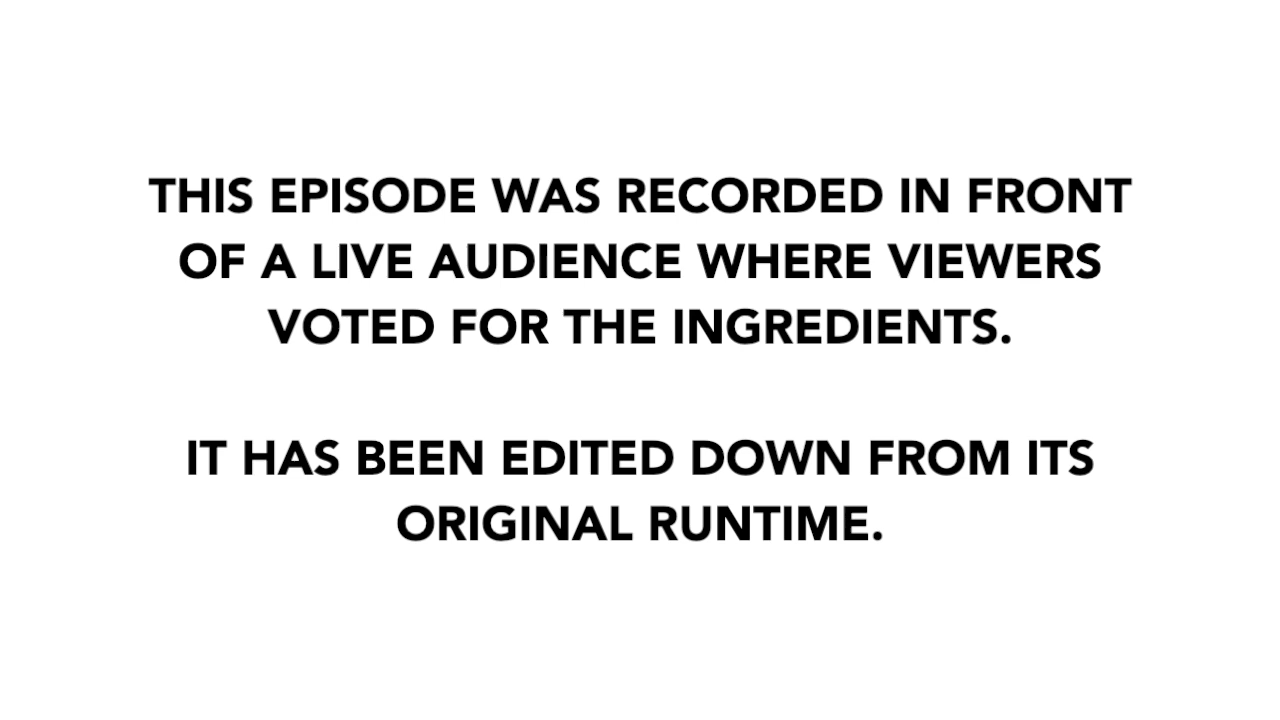 THIS EPISODE WAS RECORDED IN FRONT
OF A LIVE AUDIENCE WHERE VIEWERS
VOTED FOR THE INGREDIENTS.
IT HAS BEEN EDITED DOWN FROM ITS
ORIGINAL RUNTIME.